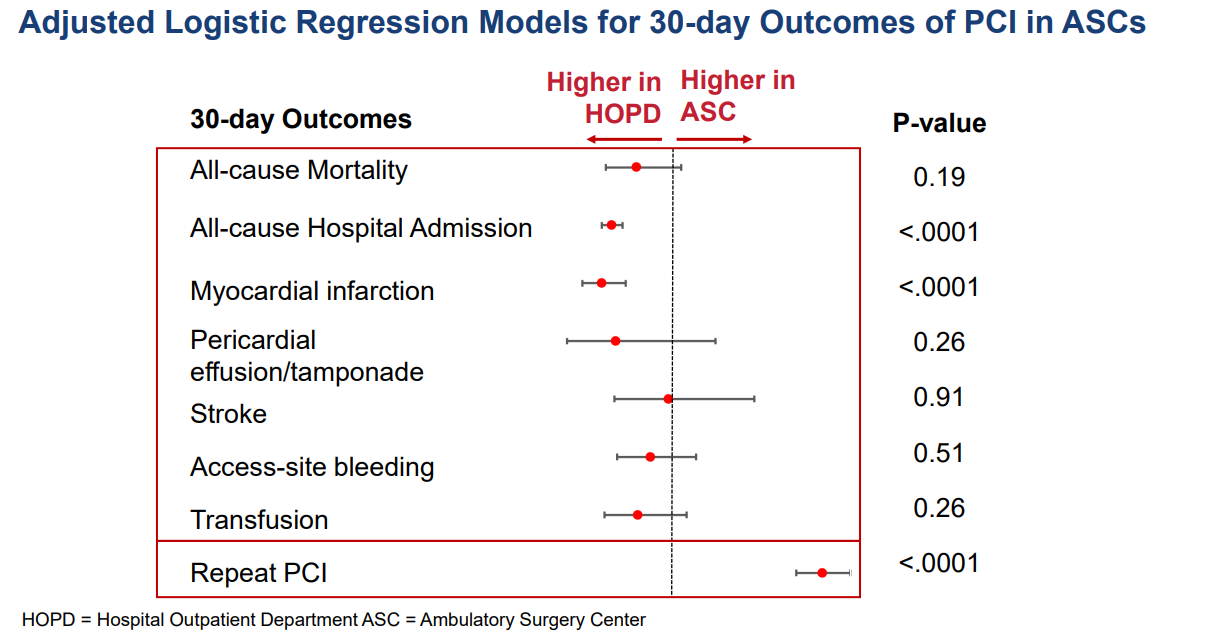 Adjusted Logistic Regression Models for 30-day Outcomes of PCI in ASCs
Higher in HOPD
Higher in ASC
30-day Outcomes
P-value
All-cause Mortality
0.19
All-cause Hospital Admission
<.0001
Myocardial infarction
<.0001
Pericardial
effusion/tamponade
0.26
Stroke
0.91
Access-site bleeding
0.51
Transfusion
0.26
Repeat PCI
<.0001
HOPD = Hospital Outpatient Department ASC = Ambulatory Surgery Center